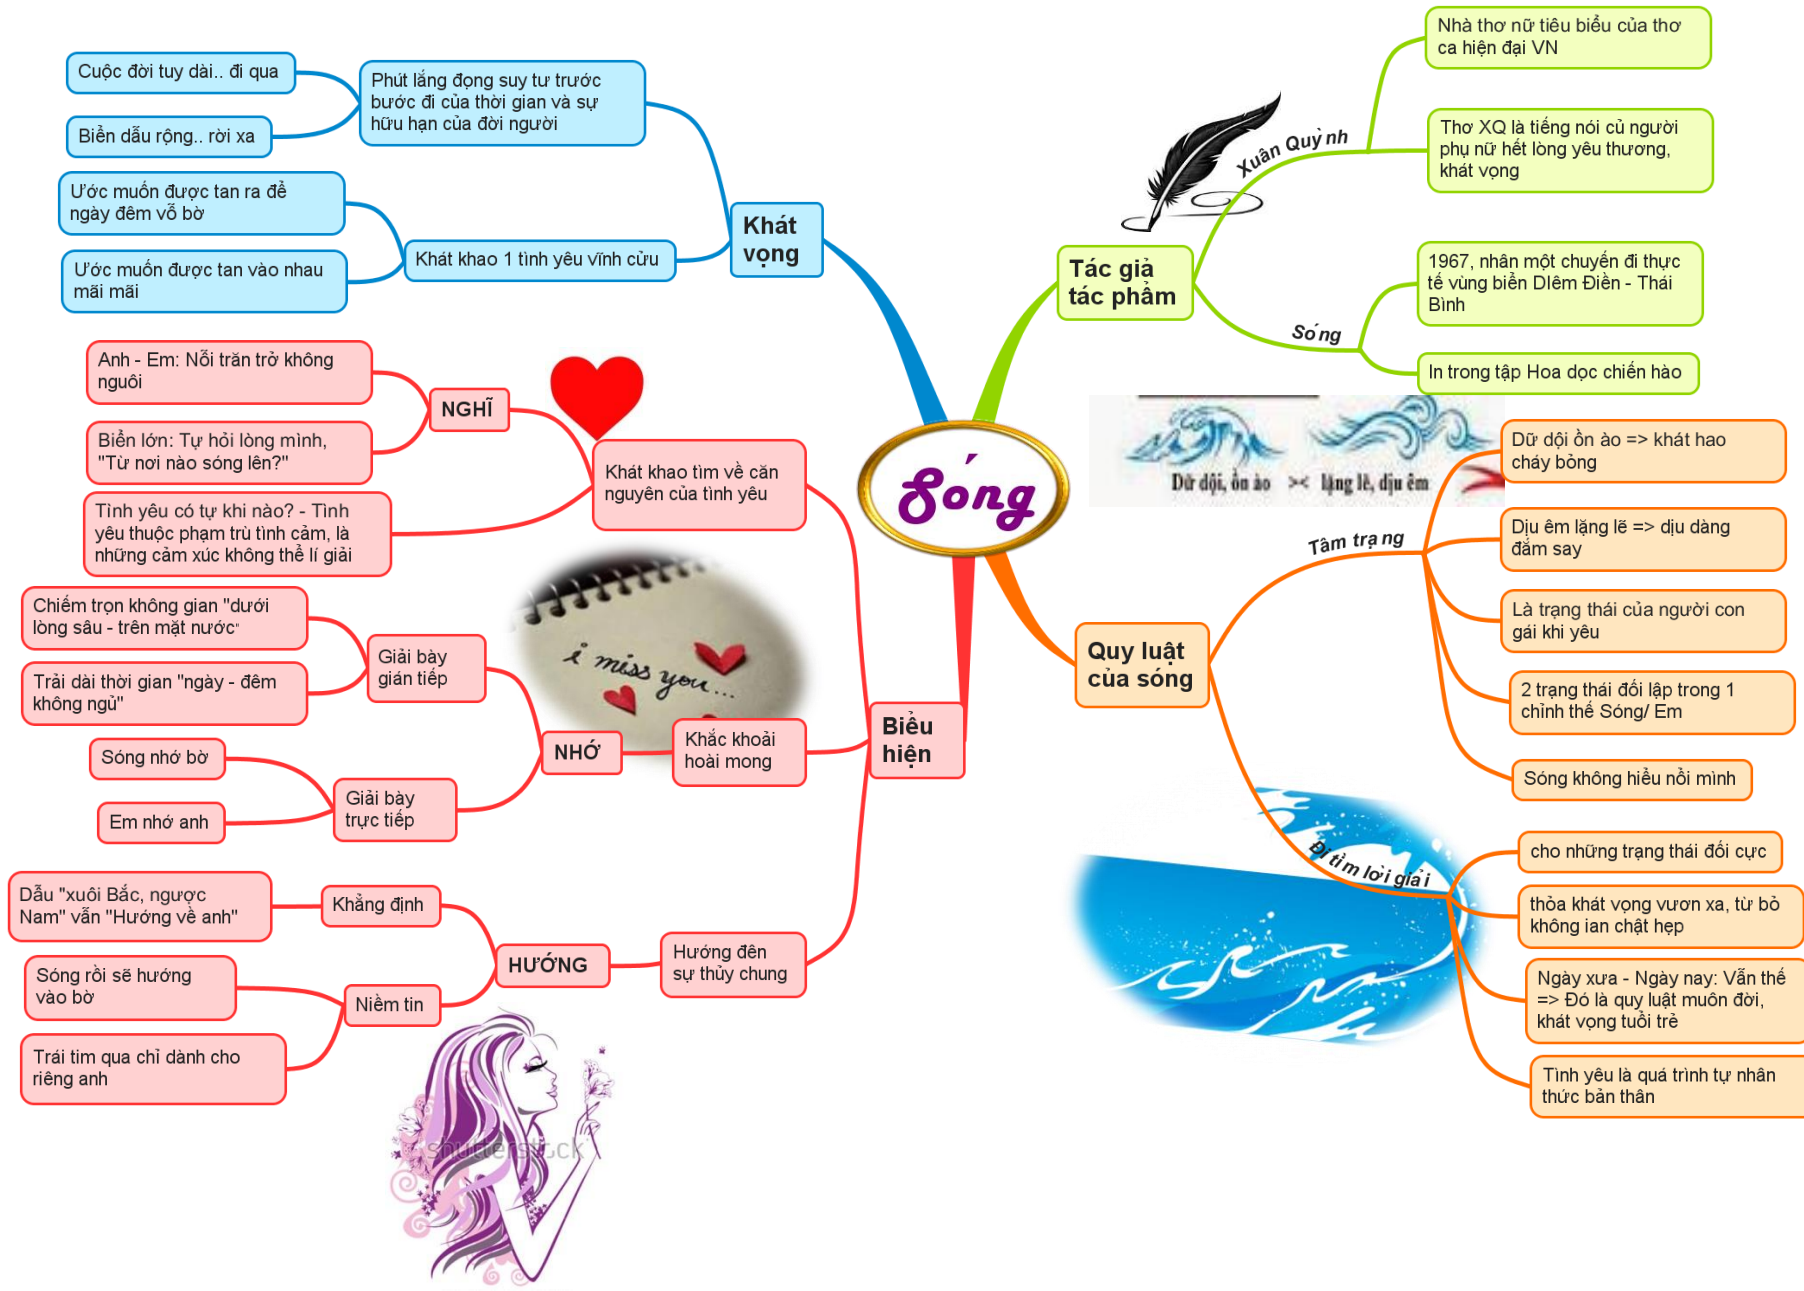 Sóng
Tác giả
tác phẩm
Xuân Quỳnh
Nhà thơ nữ tiêu biểu của thơ
ca hiện đại VN
Thơ XQ là tiếng nói củ người
phụ nữ hết lòng yêu thương,
khát vọng
Sóng
1967, nhân một chuyến đi thực
tế vùng biển DIêm Điền - Thái
Bình
In trong tập Hoa dọc chiến hào
Dữ dội, ồn ào >< lặng lẽ, dịu êm
Quy luật
của sóng
Tâm trạng
Dữ dội ồn ào => khát hao
cháy bỏng
Dịu êm lặng lẽ => dịu dàng
đắm say
Là trạng thái của người con
gái khi yêu
2 trạng thái đối lập trong 1
chỉnh thể Sóng/ Em
Sóng không hiểu nổi mình
Đi tìm lời giải
cho những trạng thái đối cực
thỏa khát vọng vươn xa, từ bỏ
không ian chật hẹp
Ngày xưa - Ngày nay: Vẫn thế
=> Đó là quy luật muôn đời,
khát vọng tuổi trẻ
Tình yêu là quá trình tự nhân
thức bản thân
Khát
vọng
Phút lắng đọng suy tư trước
bước đi của thời gian và sự
hữu hạn của đời người
Cuộc đời tuy dài.. đi qua
Biển dẫu rộng.. rời xa
Khát khao 1 tình yêu vĩnh cửu
Ước muốn được tan ra để
ngày đêm vỗ bờ
Ước muốn được tan vào nhau
mãi mãi
Biểu
hiện
Khát khao tìm về căn
nguyên của tình yêu
NGHĨ
Anh - Em: Nỗi trăn trở không
nguôi
Biển lớn: Tự hỏi lòng mình,
"Từ nơi nào sóng lên?"
Tình yêu có tự khi nào? - Tình
yêu thuộc phạm trù tình cảm, là
những cảm xúc không thể lí giải
i miss you...
Khắc khoải
hoài mong
NHỚ
Giải bày
gián tiếp
Chiếm trọn không gian "dưới
lòng sâu - trên mặt nước"
Trải dài thời gian "ngày - đêm
không ngủ"
Giải bày
trực tiếp
Sóng nhớ bờ
Em nhớ anh
Hướng đên
sự thủy chung
HƯỚNG
Khẳng định
Dẫu "xuôi Bắc, ngược
Nam" vẫn "Hướng về anh"
Niềm tin
Sóng rồi sẽ hướng
vào bờ
Trái tim qua chỉ dành cho
riêng anh
shutterstock